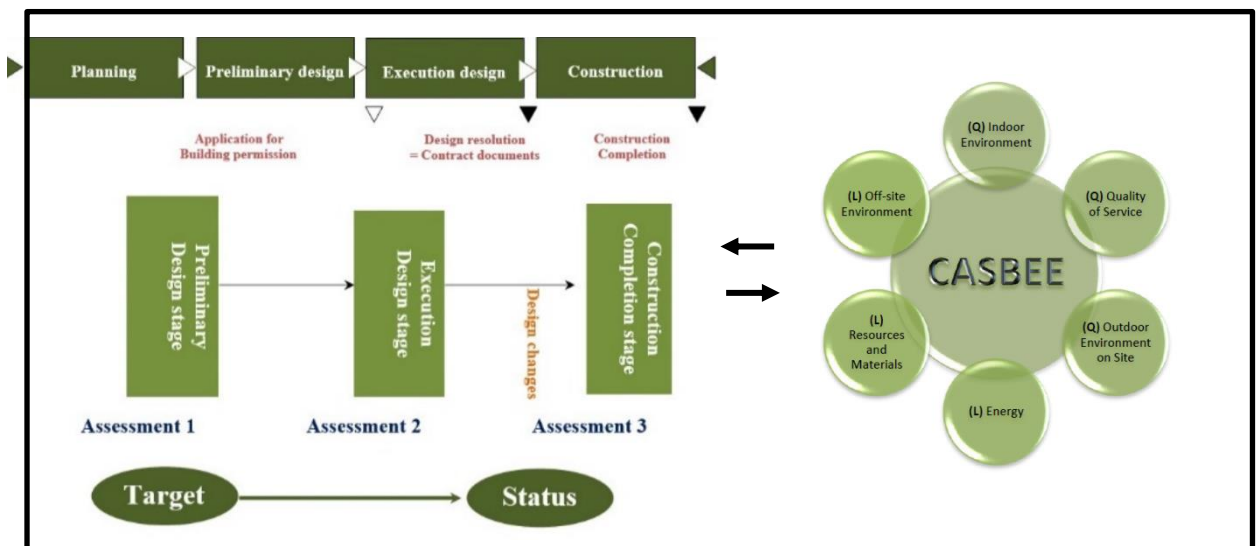 Planning
Preliminary design
Execution design
Construction
Application for
Building permission
Design resolution
= Contract documents
Construction
Completion
Preliminary
Design stage
Execution
Design stage
Design changes
Construction
Completion stage
Assessment 1
Assessment 2
Assessment 3
Target
Status
(Q) Indoor
Environment
(L) Off-site
Environment
(Q) Quality
of Service
CASBEE
(L)
Resources
and
Materials
(Q) Outdoor
Environment
on Site
(L) Energy